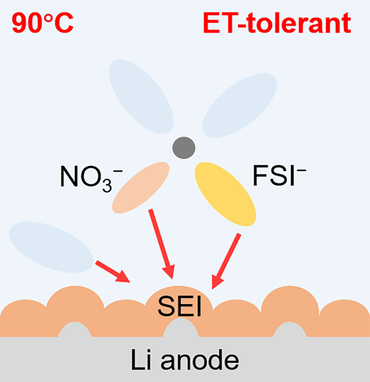 90°C
ET-tolerant
NO₃⁻
FSI⁻
SEI
Li anode